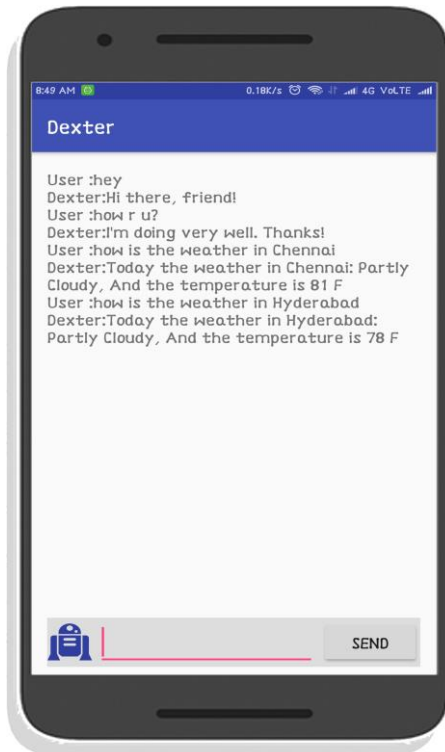 8:49 AM 0.18K/s 4G VoLTE
Dexter
User :hey
Dexter:Hi there, friend!
User :how r u?
Dexter:I'm doing very well. Thanks!
User :how is the weather in Chennai
Dexter:Today the weather in Chennai: Partly
Cloudy, And the temperature is 81 F
User :how is the weather in Hyderabad
Dexter:Today the weather in Hyderabad:
Partly Cloudy, And the temperature is 78 F
SEND